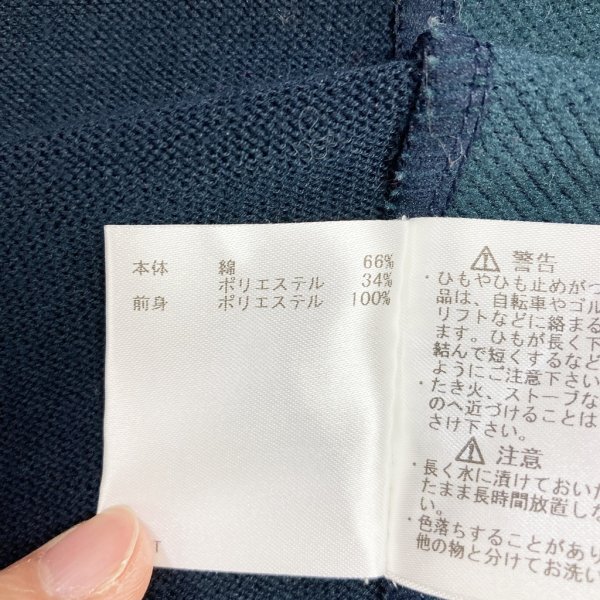 本体 綿 66%
ポリエステル 34%
前身 ポリエステル 100%
警告
・ひもやひも止めがつ
品は、自転車やゴル
リフトなどに絡まる
ます。ひもが長く下
結んで短くするなど
ようにご注意下さい
・たき火、ストーブな
のへ近づけることは
さけ下さい。
注意
・長く水に漬けておいた
たまま長時間放置しな
い。
・色落ちすることがあり
他の物と分けてお洗い
T